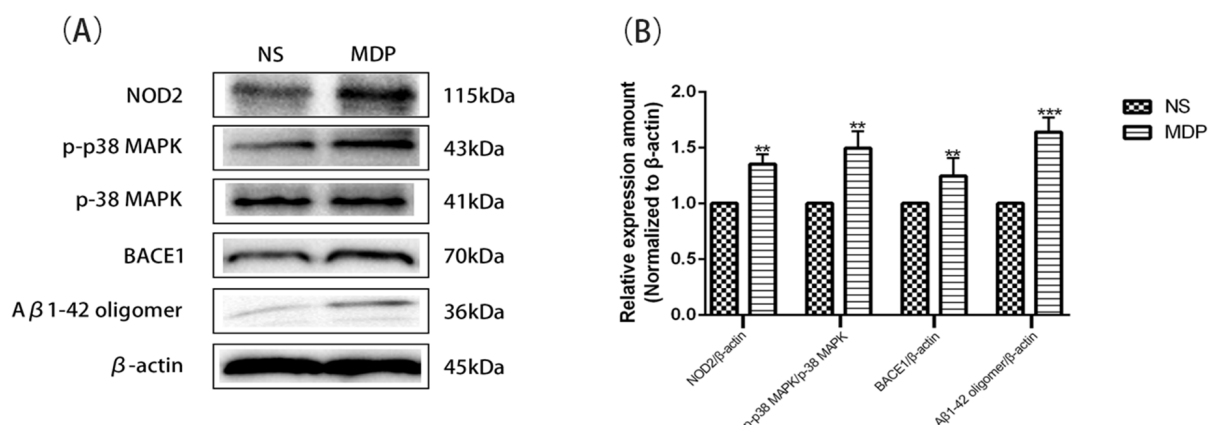 (A)
NS MDP
NOD2 115kDa
p-p38 MAPK 43kDa
p-38 MAPK 41kDa
BACE1 70kDa
Aβ1-42 oligomer 36kDa
β-actin 45kDa
(B)
Relative expression amount
(Normalized to β-actin)
2.0
1.5
1.0
0.5
0.0
** ** ** ***
NOD2/β-actin
p-p38 MAPK/p-38 MAPK
BACE1/β-actin
Aβ1-42 oligomer/β-actin
NS
MDP